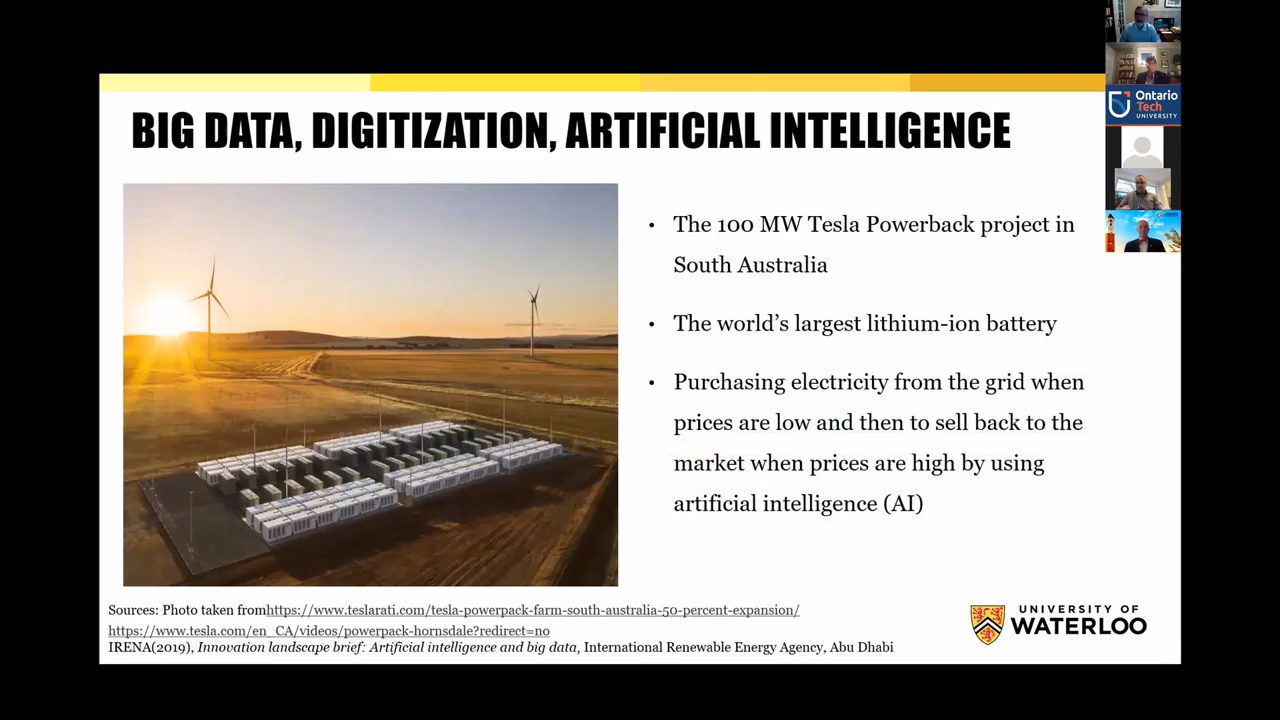 BIG DATA, DIGITIZATION, ARTIFICIAL INTELLIGENCE
• The 100 MW Tesla Powerback project in
South Australia
• The world's largest lithium-ion battery
• Purchasing electricity from the grid when
prices are low and then to sell back to the
market when prices are high by using
artificial intelligence (AI)
Sources: Photo taken fromhttps://www.teslarati.com/tesla-powerpack-farm-south-australia-50-percent-expansion/
https://www.tesla.com/en_CA/videos/powerpack-hornsdale?redirect=no
IRENA(2019), Innovation landscape brief: Artificial intelligence and big data, International Renewable Energy Agency, Abu Dhabi
UNIVERSITY OF
WATERLOO
Ontario
Tech
UNIVERSITY